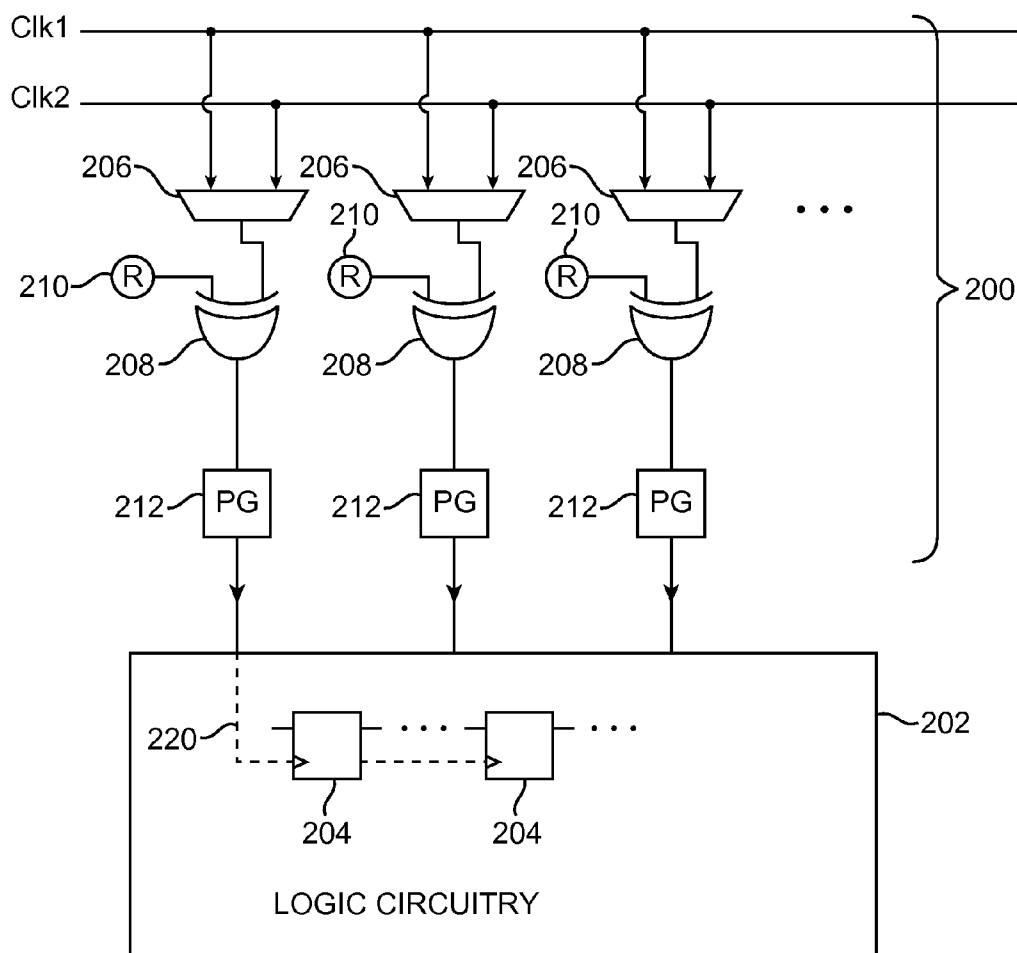 Clk1
Clk2
206 206 206
210 210
R R R
210
208 208 208
200
PG PG PG
212 212 212
202
220
... ...
204 204
LOGIC CIRCUITRY